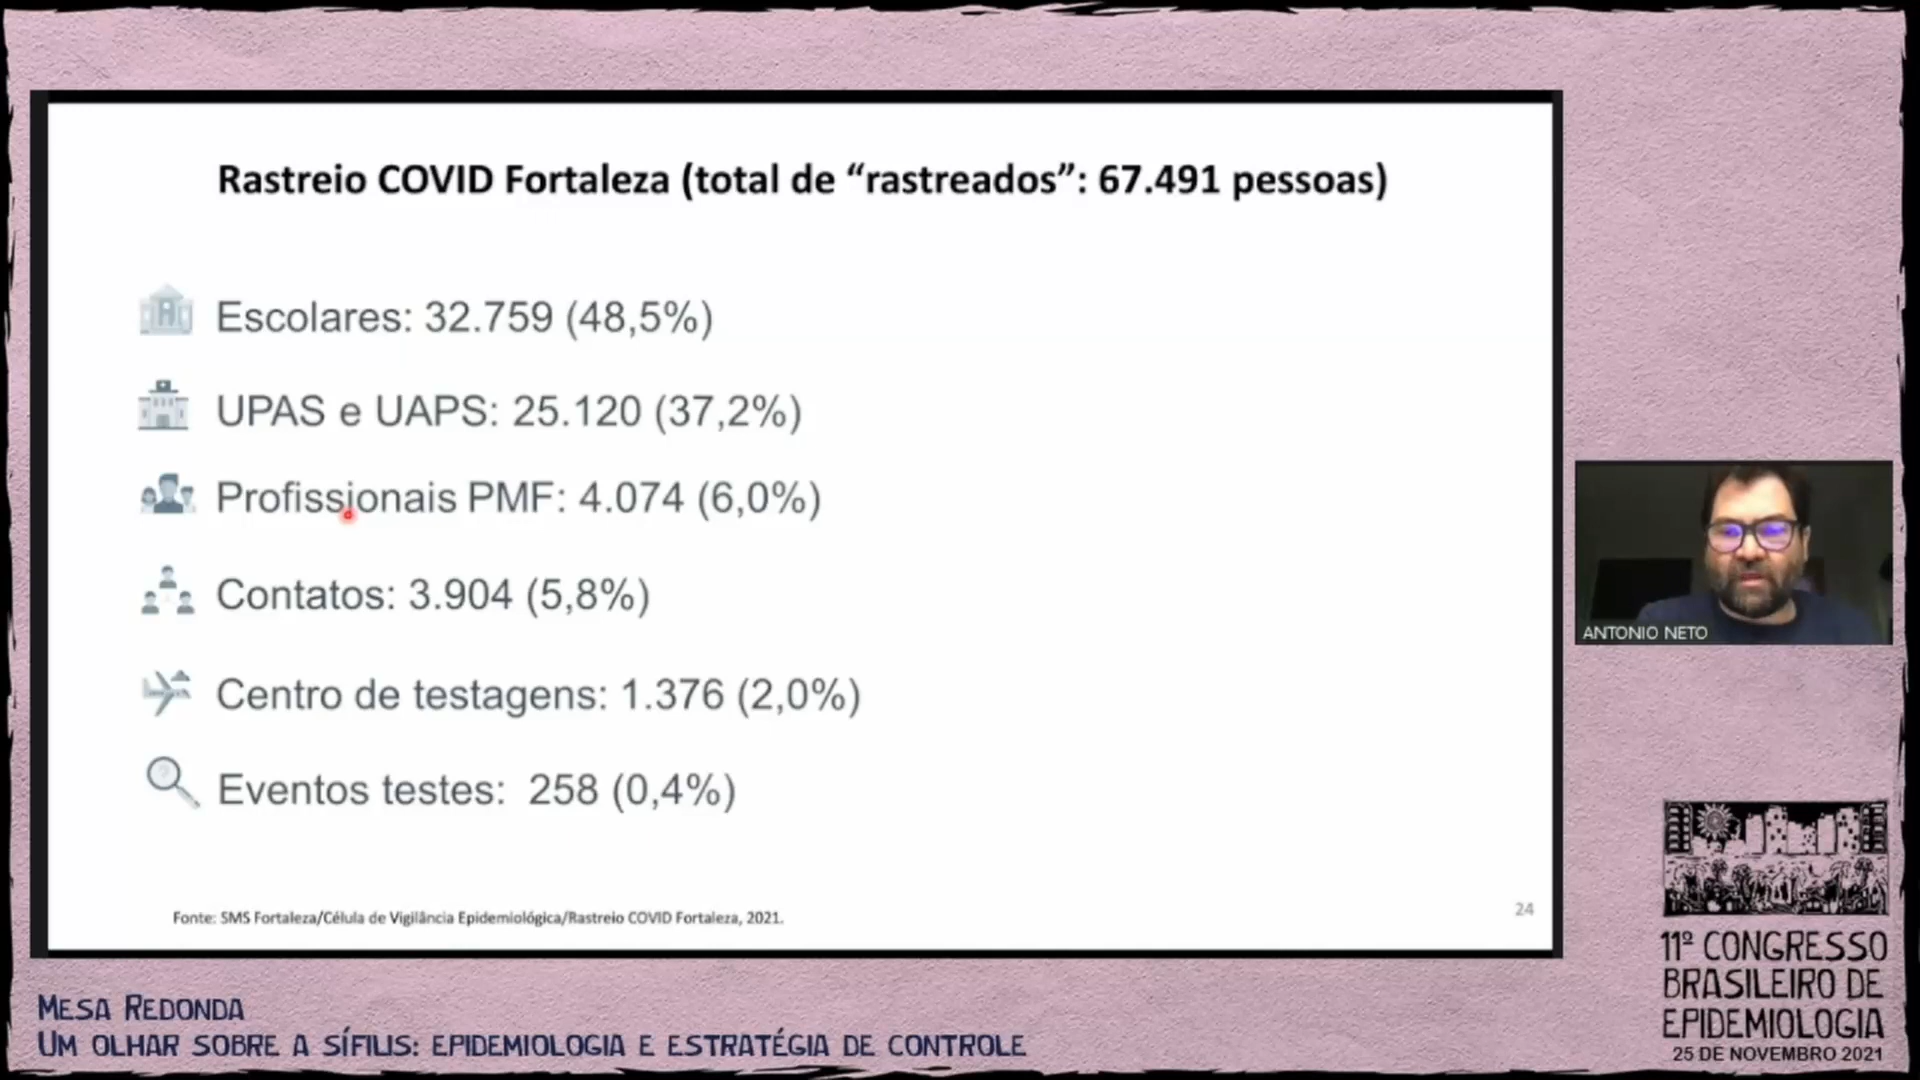 Rastreio COVID Fortaleza (total de “rastreados”: 67.491 pessoas)
Escolares: 32.759 (48,5%)
UPAS e UAPS: 25.120 (37,2%)
Profissionais PMF: 4.074 (6,0%)
Contatos: 3.904 (5,8%)
Centro de testagens: 1.376 (2,0%)
Eventos testes: 258 (0,4%)
Fonte: SMS Fortaleza/Célula de Vigilância Epidemiológica/Rastreio COVID Fortaleza, 2021.
24
ANTONIO NETO
MESA REDONDA
UM OLHAR SOBRE A SÍFILIS: EPIDEMIOLOGIA E ESTRATÉGIA DE CONTROLE
11º CONGRESSO
BRASILEIRO DE
EPIDEMIOLOGIA
25 DE NOVEMBRO 2021